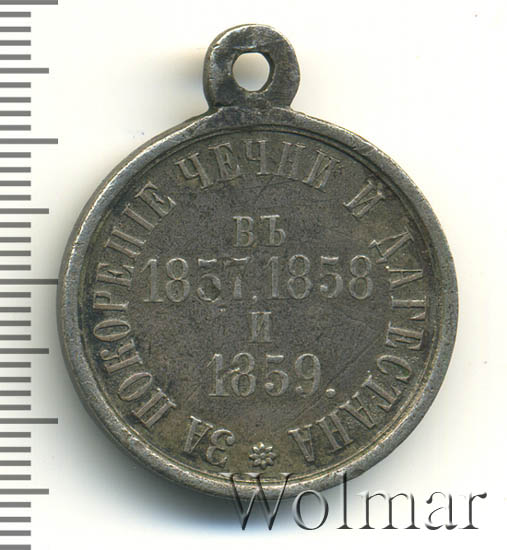 ЗА ПОКОРЕНІЕ ЧЕЧНИ И ДАГЕСТАНА
ВЪ
1857, 1858
И
1859.
Wolmar